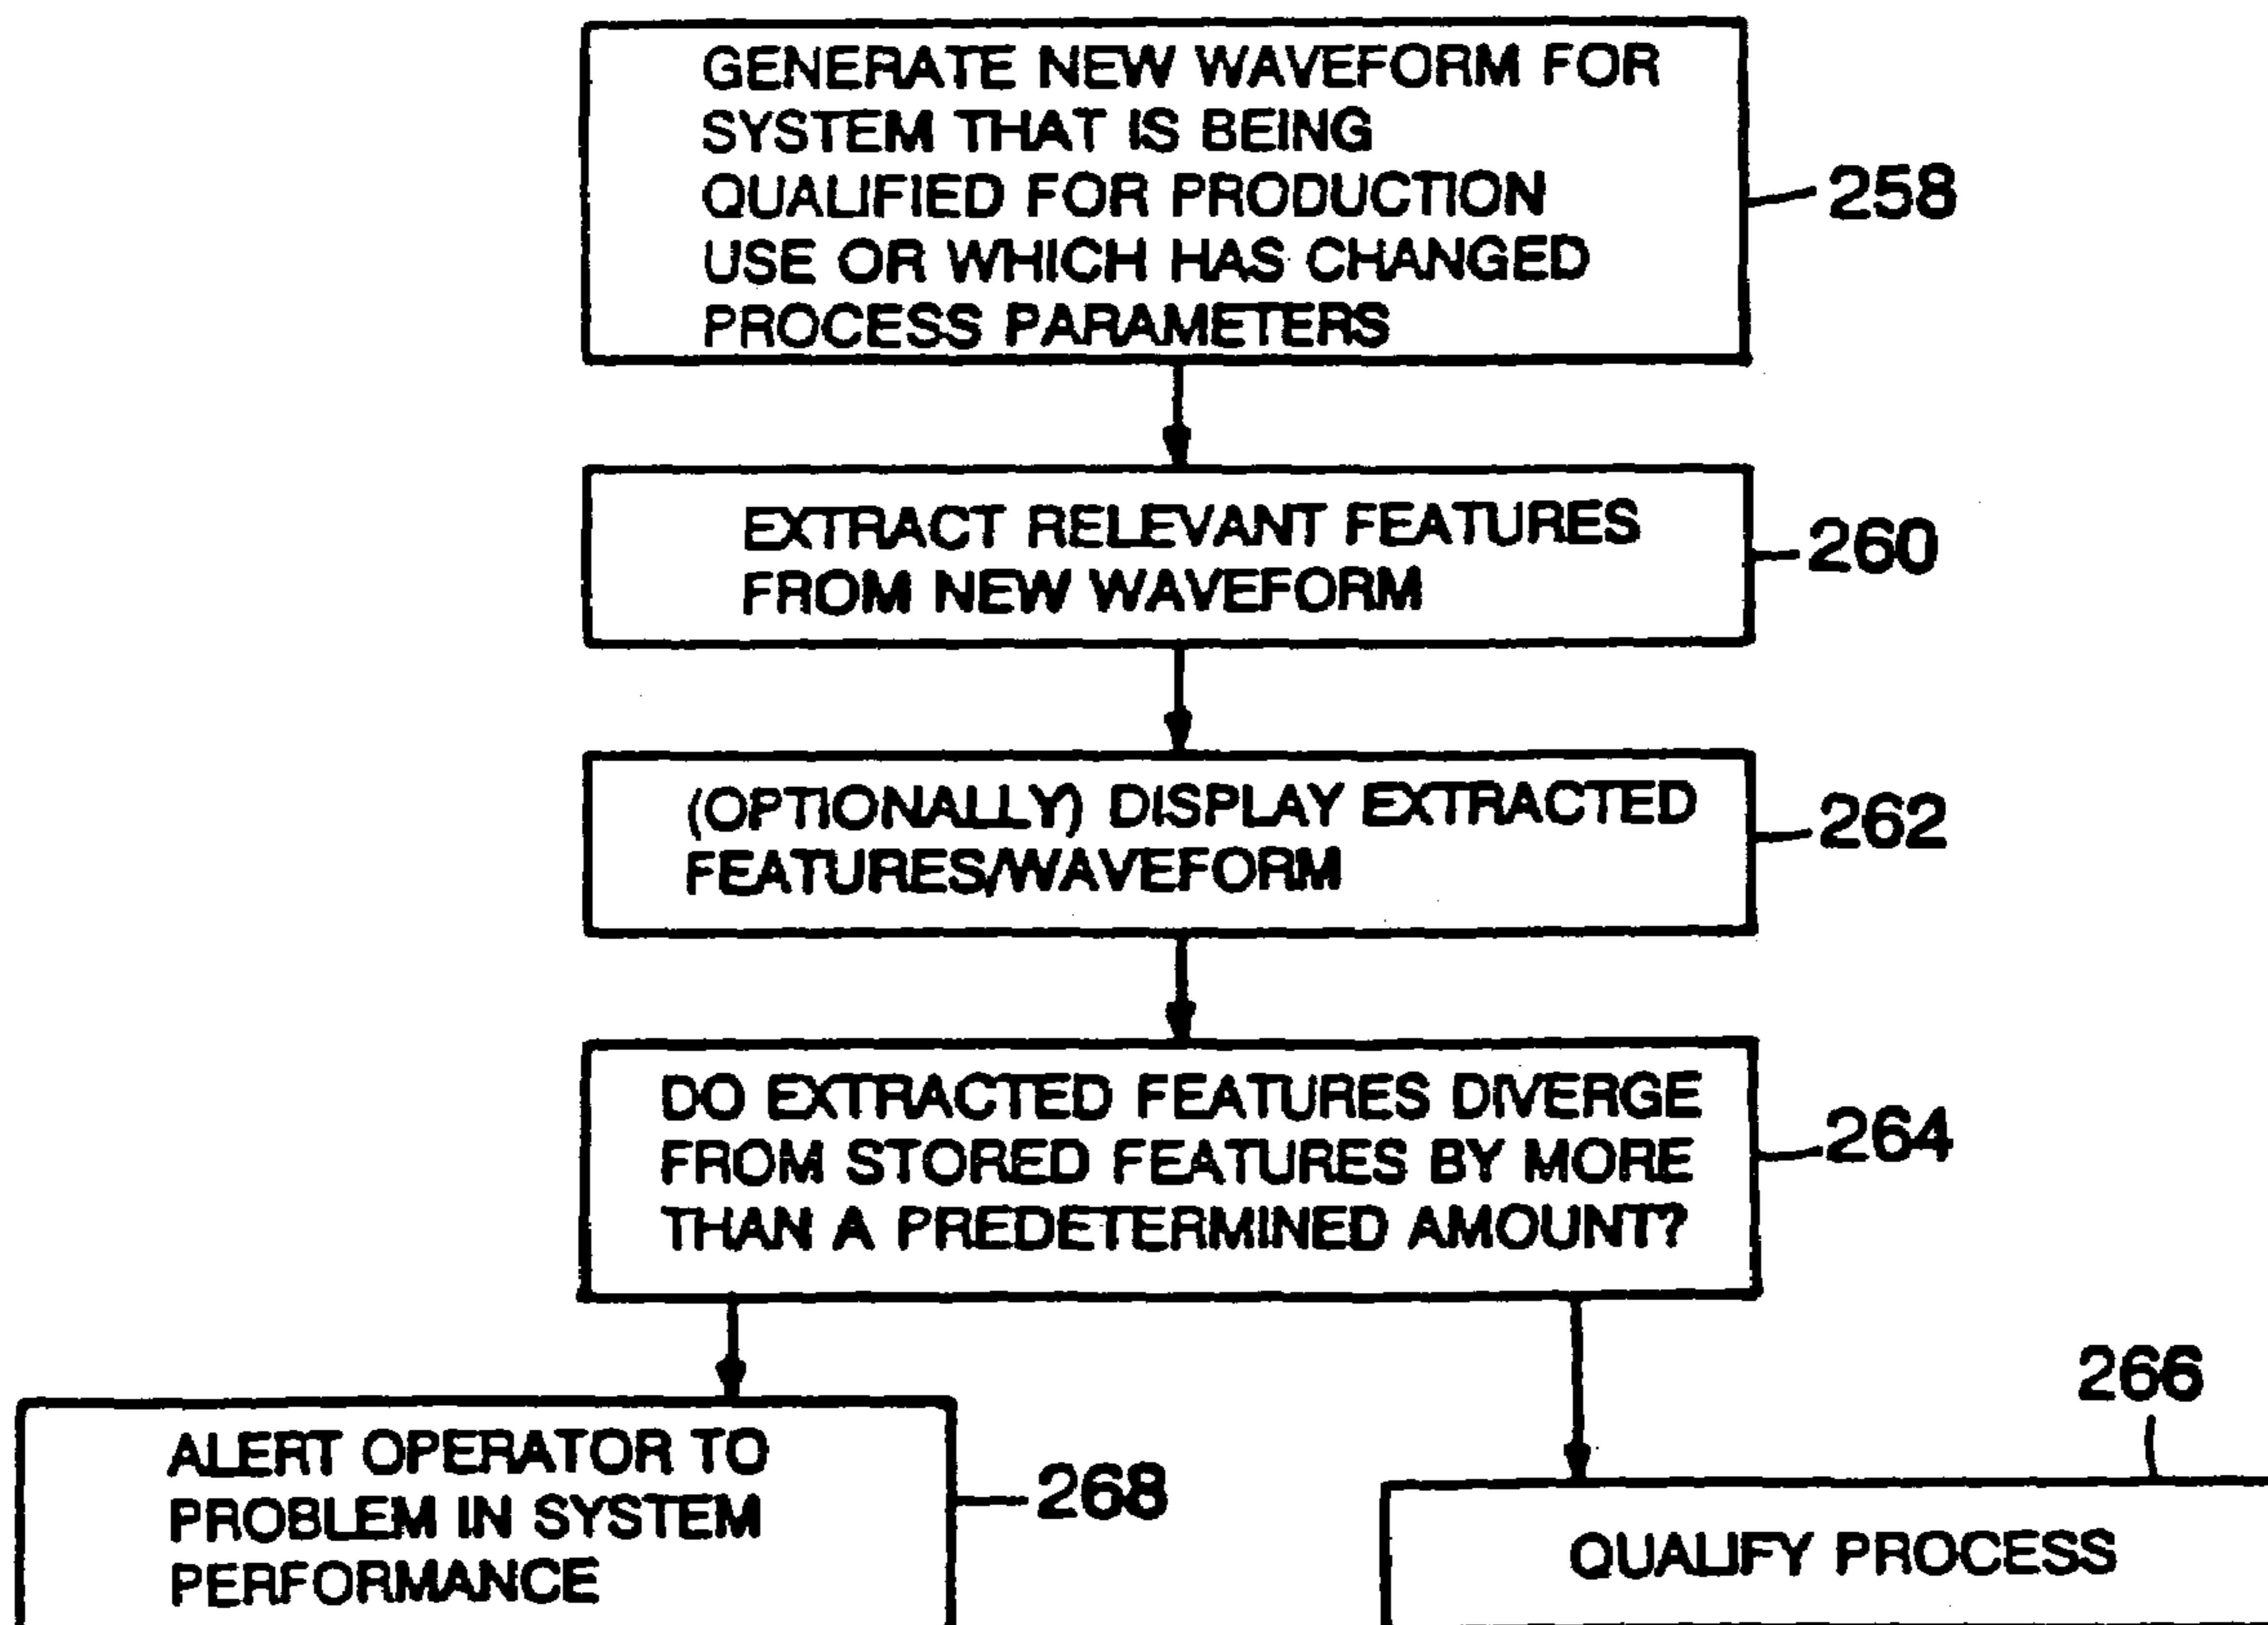 GENERATE NEW WAVEFORM FOR
SYSTEM THAT IS BEING
QUALIFIED FOR PRODUCTION
USE OR WHICH HAS CHANGED
PROCESS PARAMETERS
258
EXTRACT RELEVANT FEATURES
FROM NEW WAVEFORM
260
(OPTIONALLY) DISPLAY EXTRACTED
FEATURES/WAVEFORM
262
DO EXTRACTED FEATURES DIVERGE
FROM STORED FEATURES BY MORE
THAN A PREDETERMINED AMOUNT?
264
ALERT OPERATOR TO
PROBLEM IN SYSTEM
PERFORMANCE
268
266
QUALIFY PROCESS